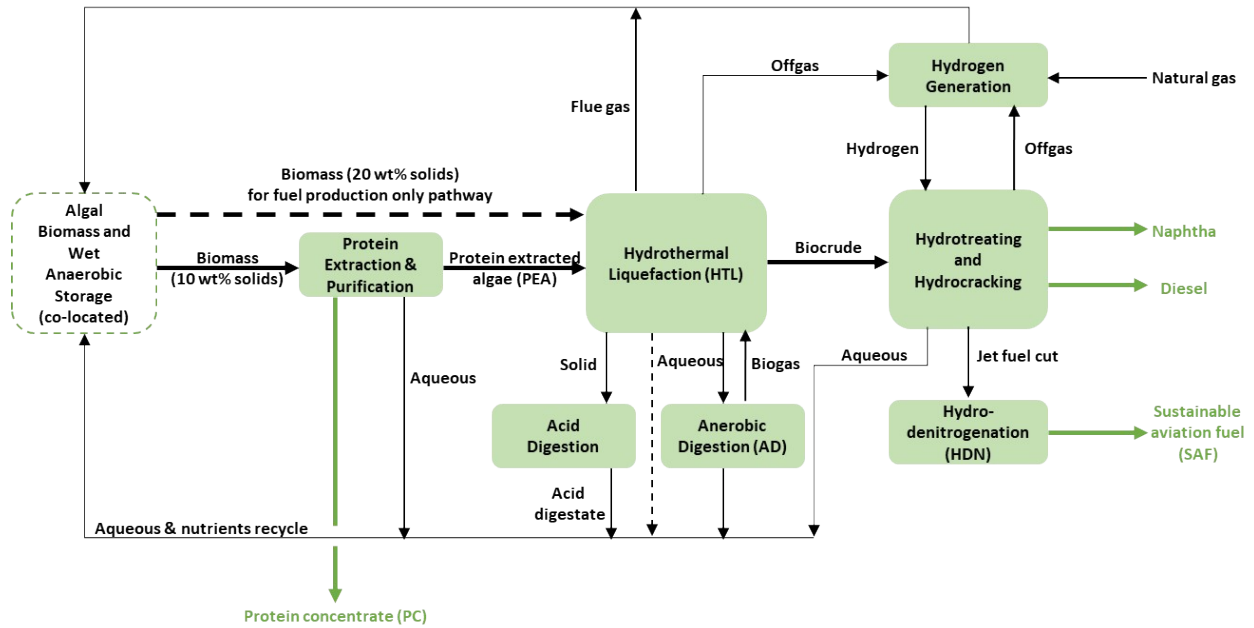 Offgas
Hydrogen
Generation
Natural gas
Flue gas
Hydrogen
Offgas
Biomass (20 wt% solids)
for fuel production only pathway
Algal
Biomass and
Wet
Anaerobic
Storage
(co-located)
Biomass
(10 wt% solids)
Protein
Extraction &
Purification
Protein extracted
algae (PEA)
Hydrothermal
Liquefaction (HTL)
Biocrude
Hydrotreating
and
Hydrocracking
Naphtha
Diesel
Aqueous
Solid
Aqueous
Biogas
Aqueous
Jet fuel cut
Acid
Digestion
Anerobic
Digestion (AD)
Hydro-
denitrogenation
(HDN)
Sustainable
aviation fuel
(SAF)
Acid
digestate
Aqueous & nutrients recycle
Protein concentrate (PC)